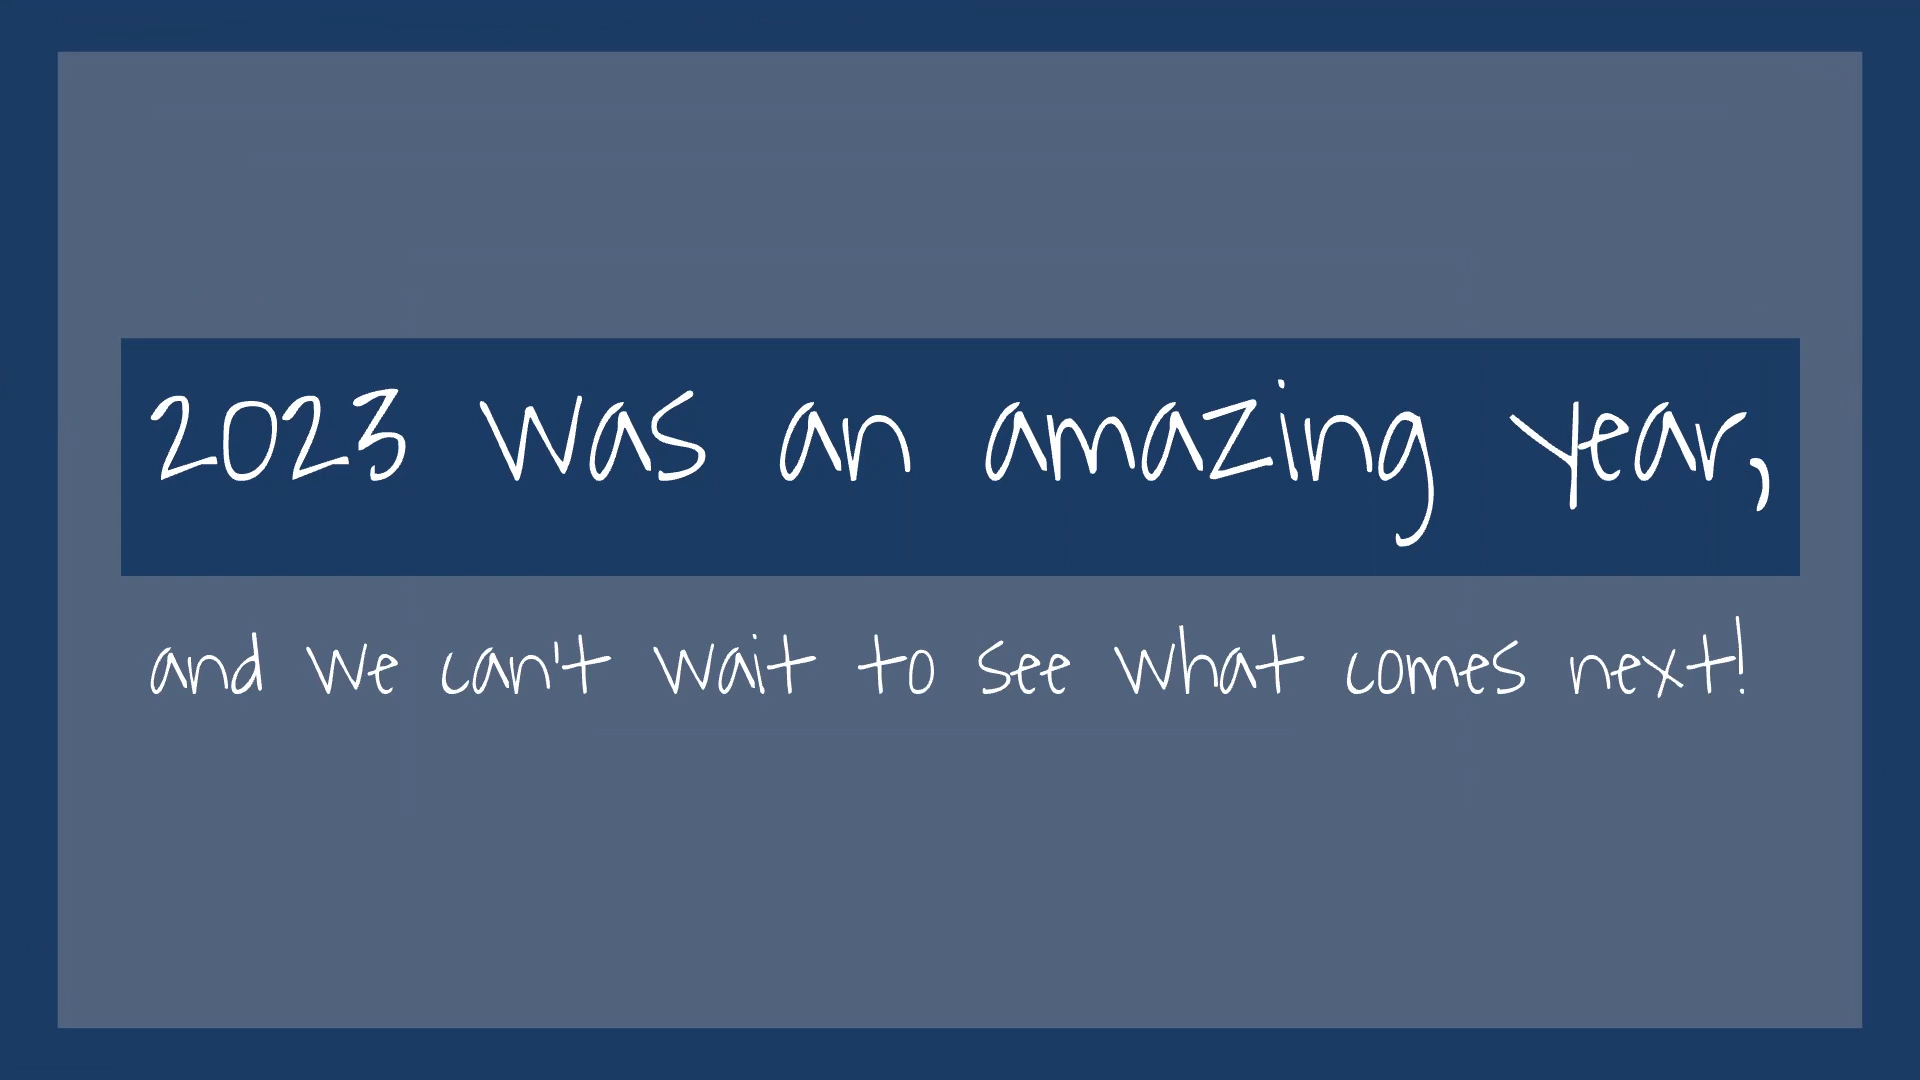 2023 was an amazing year,
and we can't wait to see what comes next!